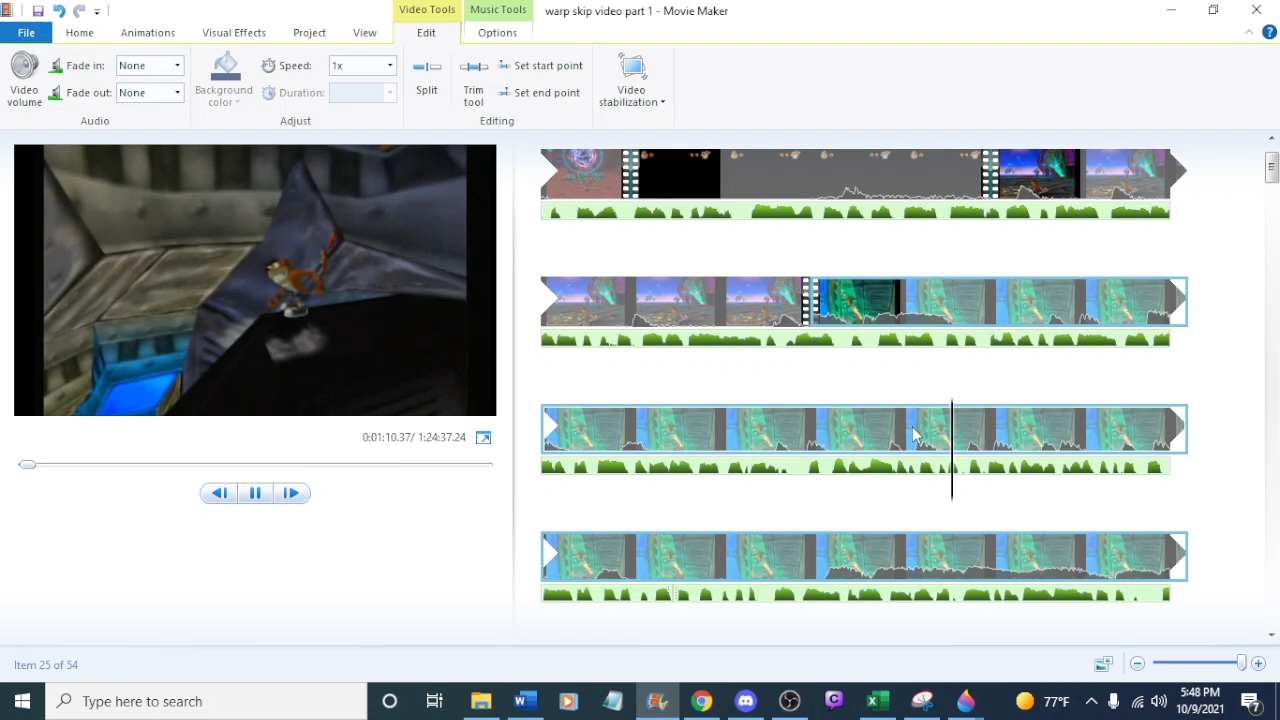 Video Tools Music Tools warp skip video part 1 - Movie Maker
File Home Animations Visual Effects Project View Edit Options
Video volume
Fade in: None
Fade out: None
Audio
Background color
Speed: 1x
Duration:
Adjust
Split
Trim tool
Set start point
Set end point
Editing
Video stabilization
0:01:10.37/ 1:24:37.24
Item 25 of 54
Type here to search
77°F
5:48 PM
10/9/2021
7